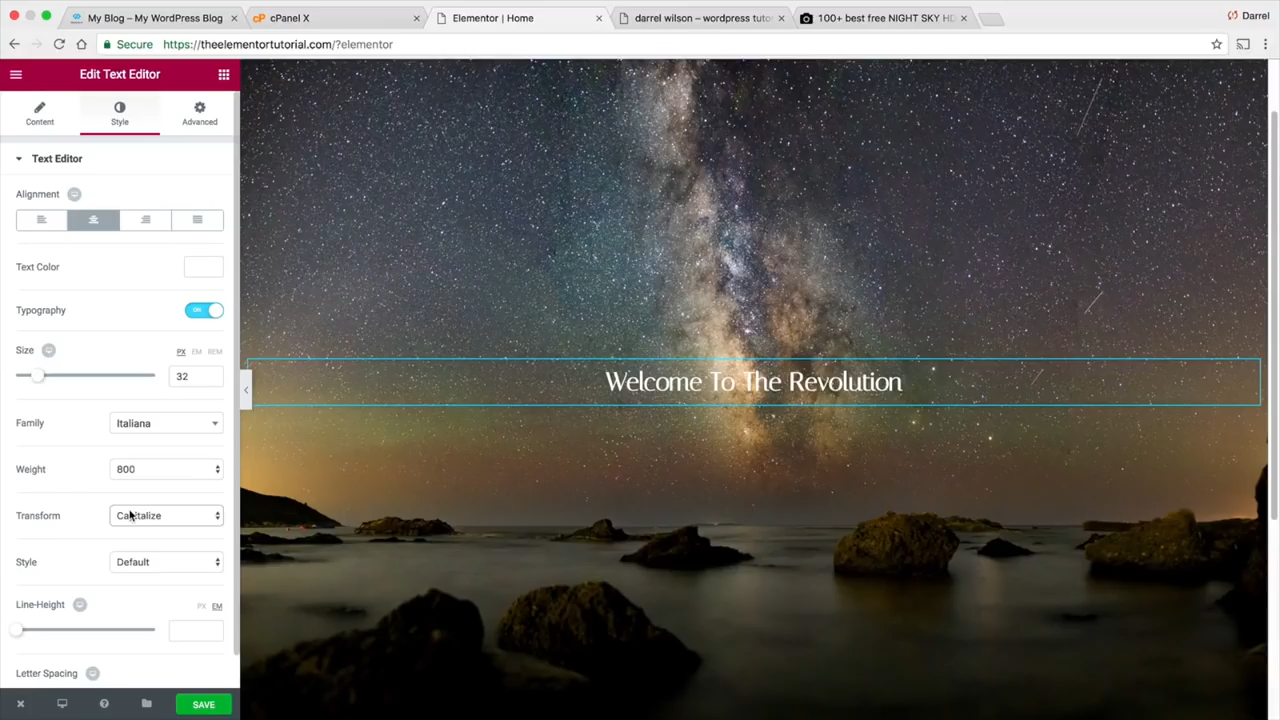 My Blog – My WordPress Blog
cPanel X
Elementor | Home
darrel wilson – wordpress tutor
100+ best free NIGHT SKY HD
Darrel
Secure https://theelementortutorial.com/?elementor
Edit Text Editor
Content Style Advanced
Text Editor
Alignment
Text Color
Typography ON
Size PX EM REM
32
Family Italiana
Weight 800
Transform Capitalize
Style Default
Line-Height PX EM
Letter Spacing
SAVE
Welcome To The Revolution